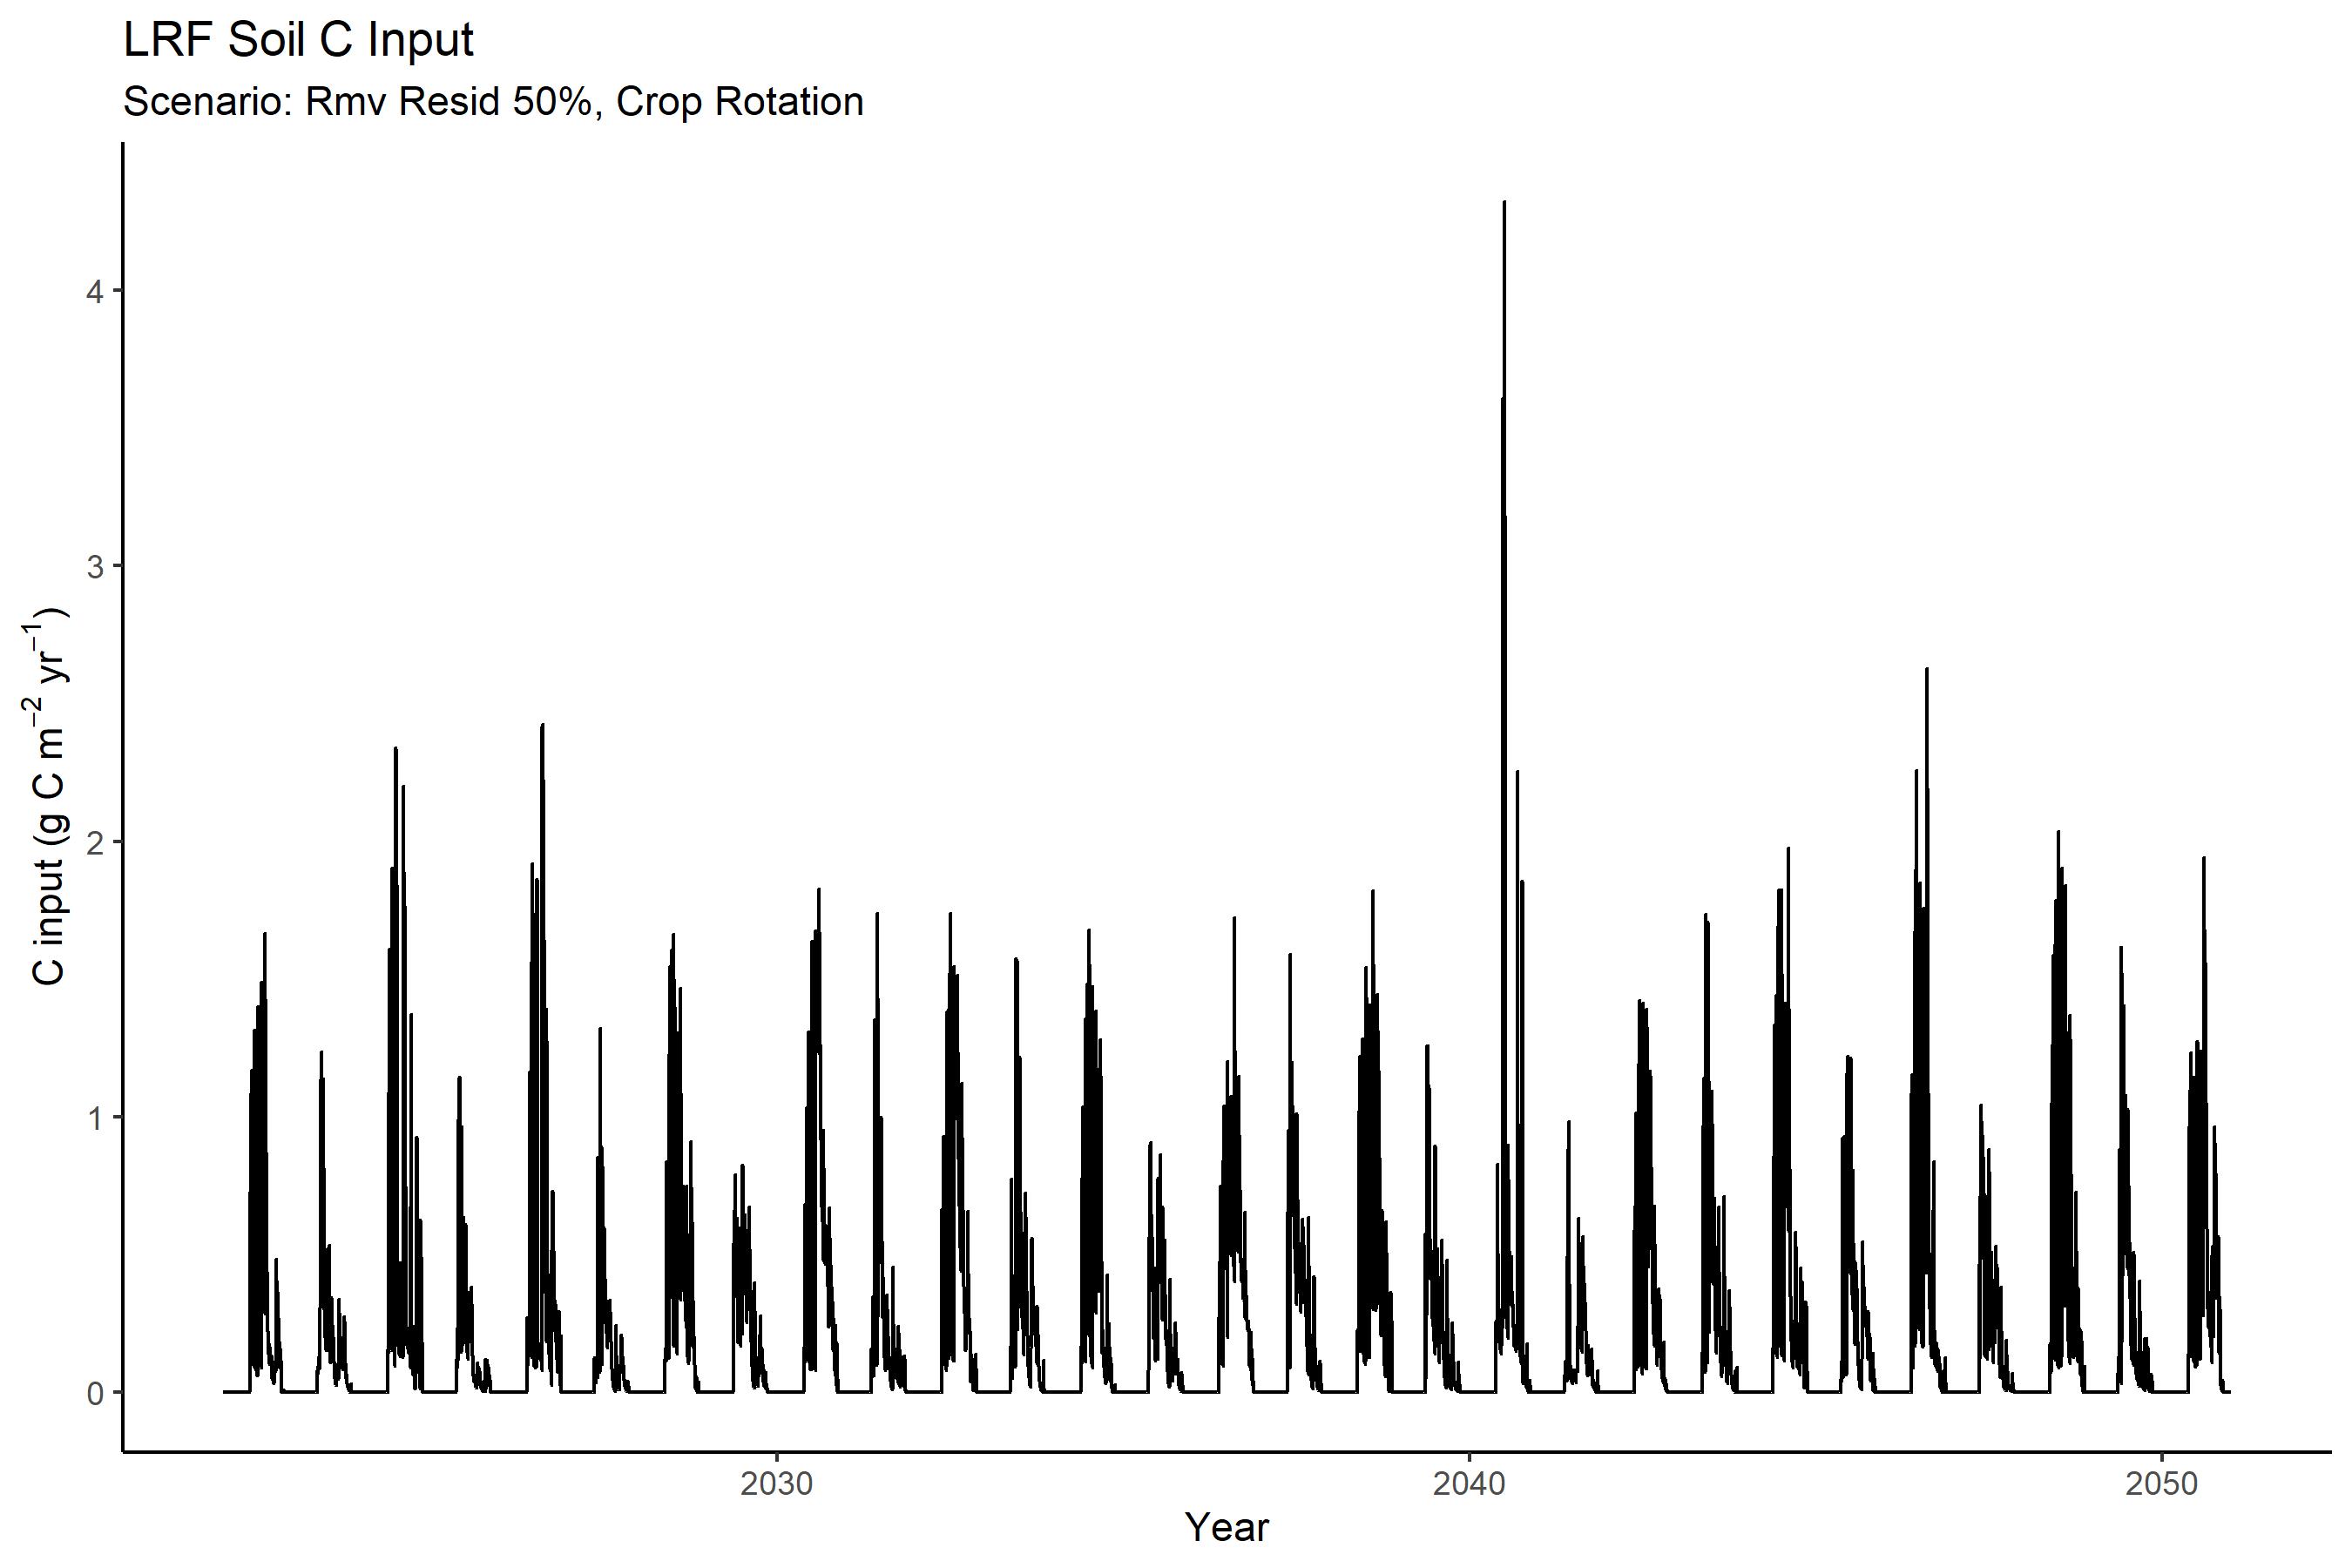 LRF Soil C Input
Scenario: Rmv Resid 50%, Crop Rotation
C input (g C m⁻² yr⁻¹)
4
3
2
1
0
2030 2040 2050
Year